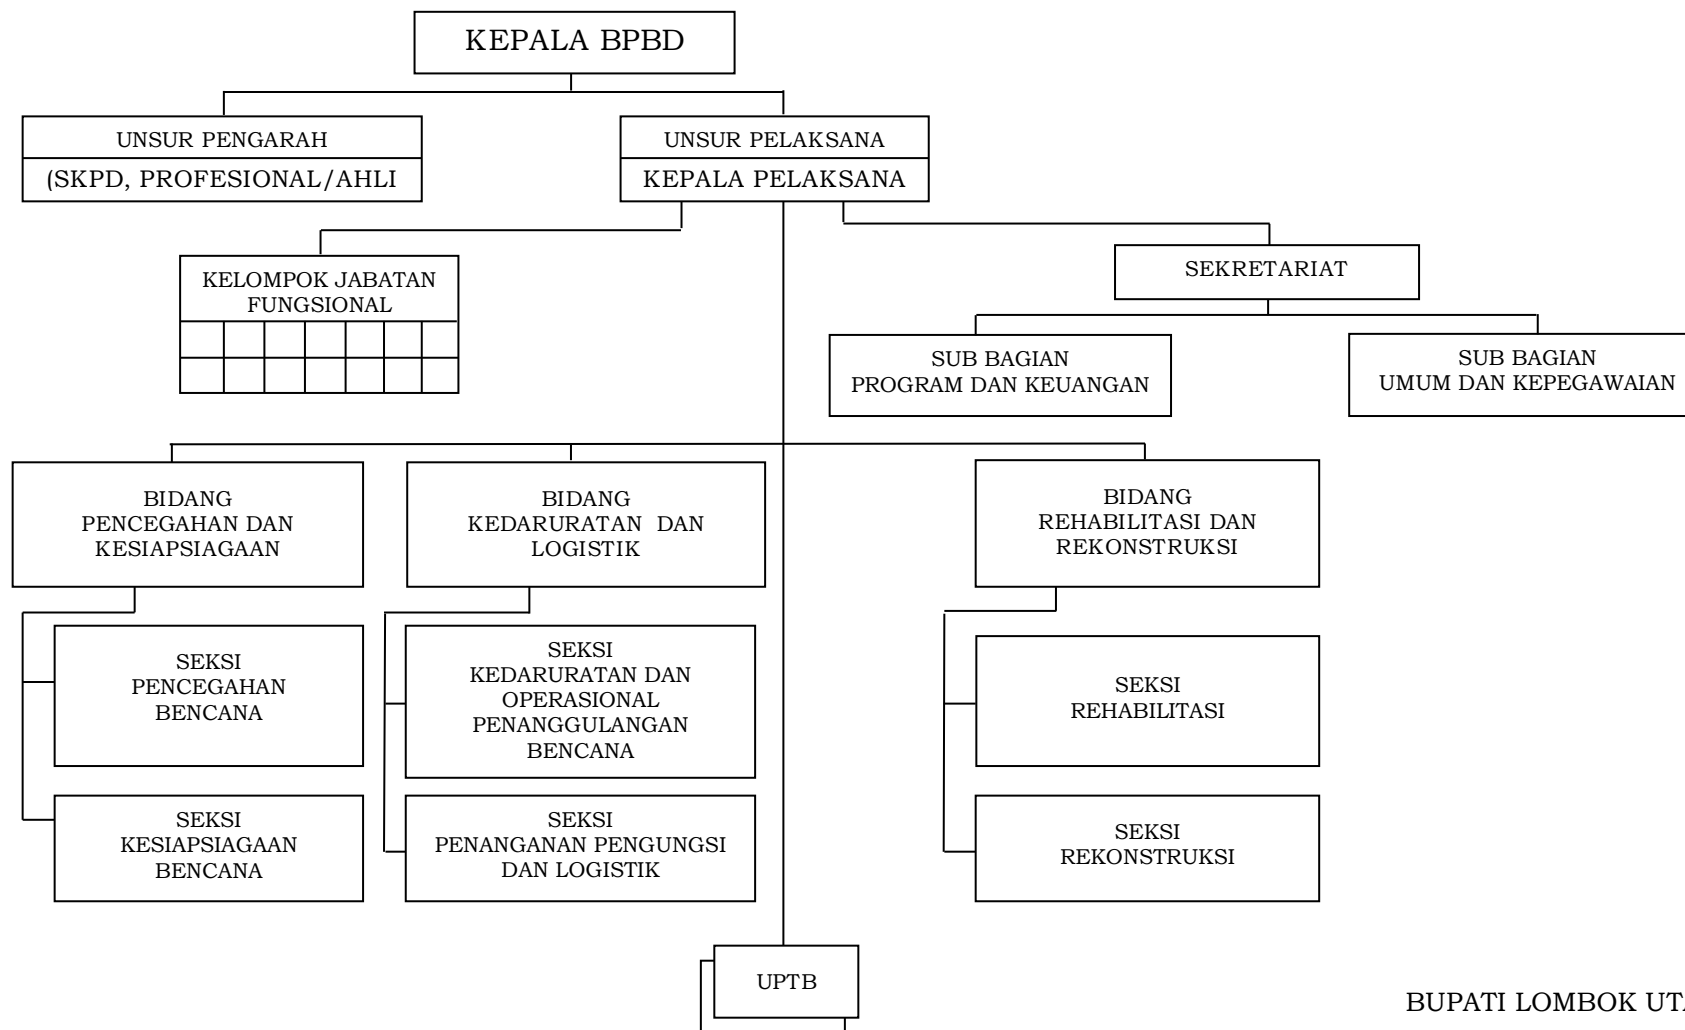 KEPALA BPBD
UNSUR PENGARAH
(SKPD, PROFESIONAL/AHLI
UNSUR PELAKSANA
KEPALA PELAKSANA
KELOMPOK JABATAN
FUNGSIONAL
SEKRETARIAT
SUB BAGIAN
PROGRAM DAN KEUANGAN
SUB BAGIAN
UMUM DAN KEPEGAWAIAN
BIDANG
PENCEGAHAN DAN
KESIAPSIAGAAN
BIDANG
KEDARURATAN DAN
LOGISTIK
BIDANG
REHABILITASI DAN
REKONSTRUKSI
SEKSI
PENCEGAHAN
BENCANA
SEKSI
KEDARURATAN DAN
OPERASIONAL
PENANGGULANGAN
BENCANA
SEKSI
REHABILITASI
SEKSI
KESIAPSIAGAAN
BENCANA
SEKSI
PENANGANAN PENGUNGSI
DAN LOGISTIK
SEKSI
REKONSTRUKSI
UPTB
BUPATI LOMBOK